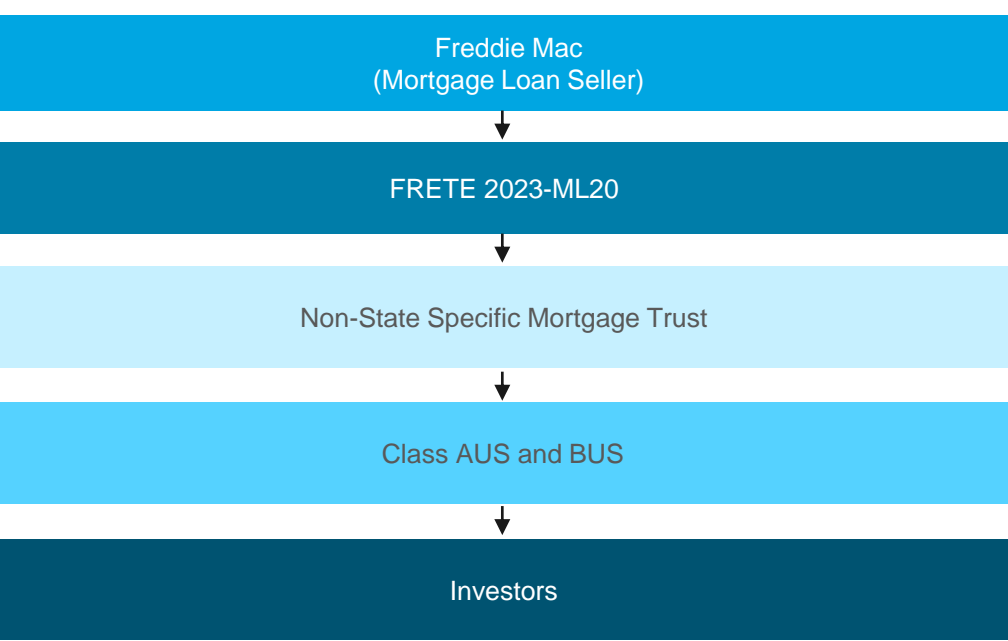 Freddie Mac
(Mortgage Loan Seller)
FRETE 2023-ML20
Non-State Specific Mortgage Trust
Class AUS and BUS
Investors